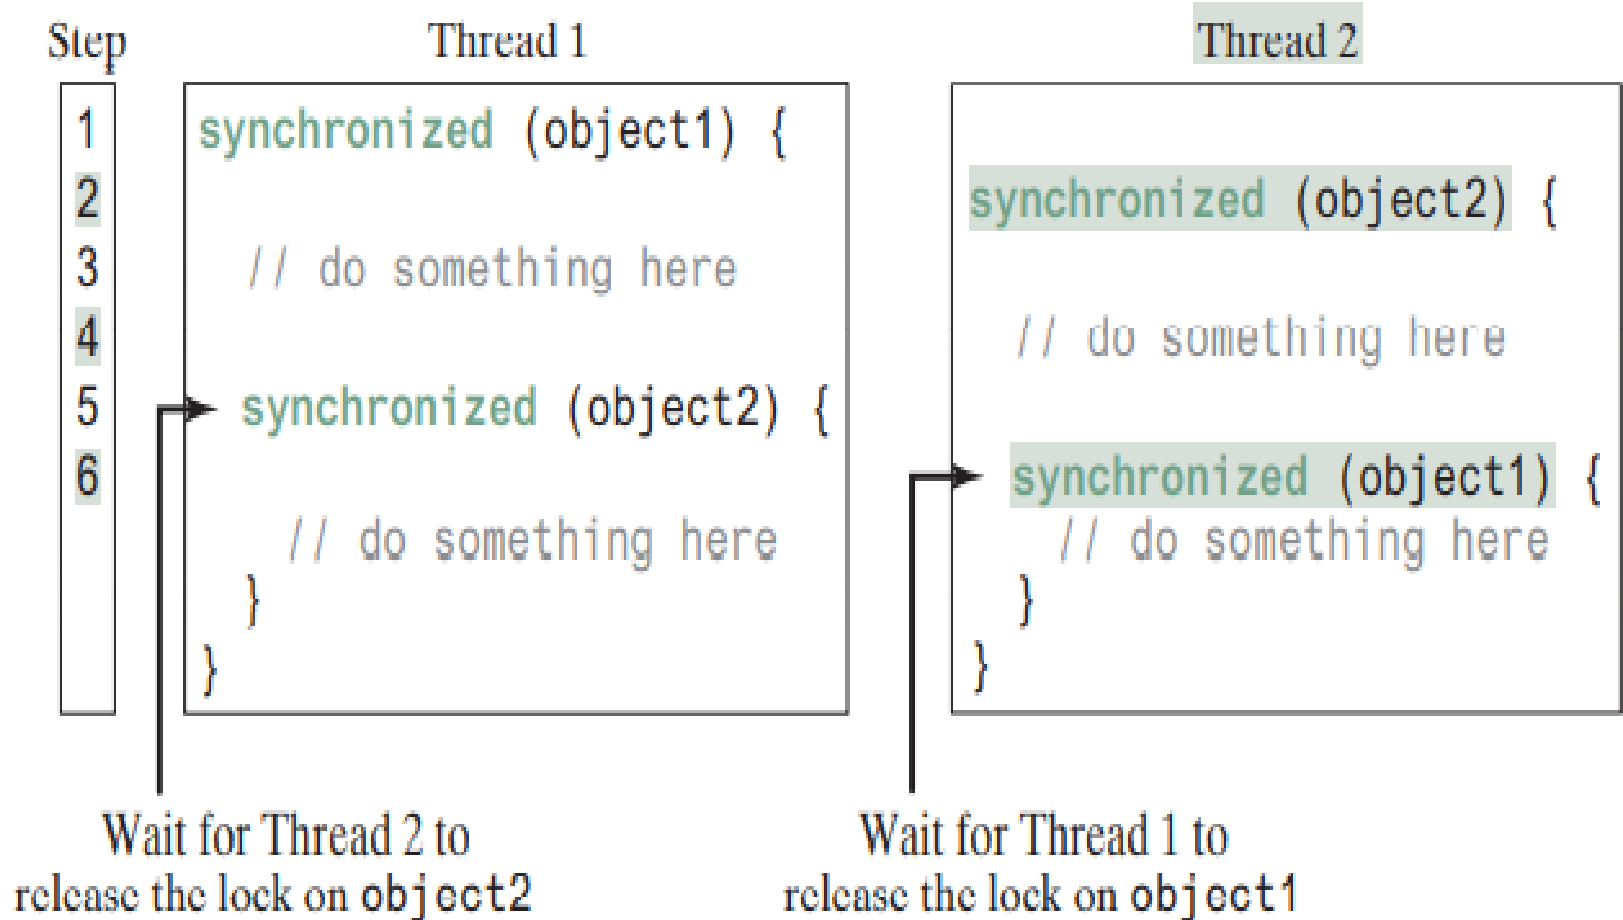 Step
Thread 1
Thread 2
1
synchronized (object1) {
2
synchronized (object2) {
3
// do something here
4
// do something here
5
synchronized (object2) {
6
synchronized (object1) {
// do something here
// do something here
}
}
}
}
Wait for Thread 2 to
release the lock on object2
Wait for Thread 1 to
release the lock on object1